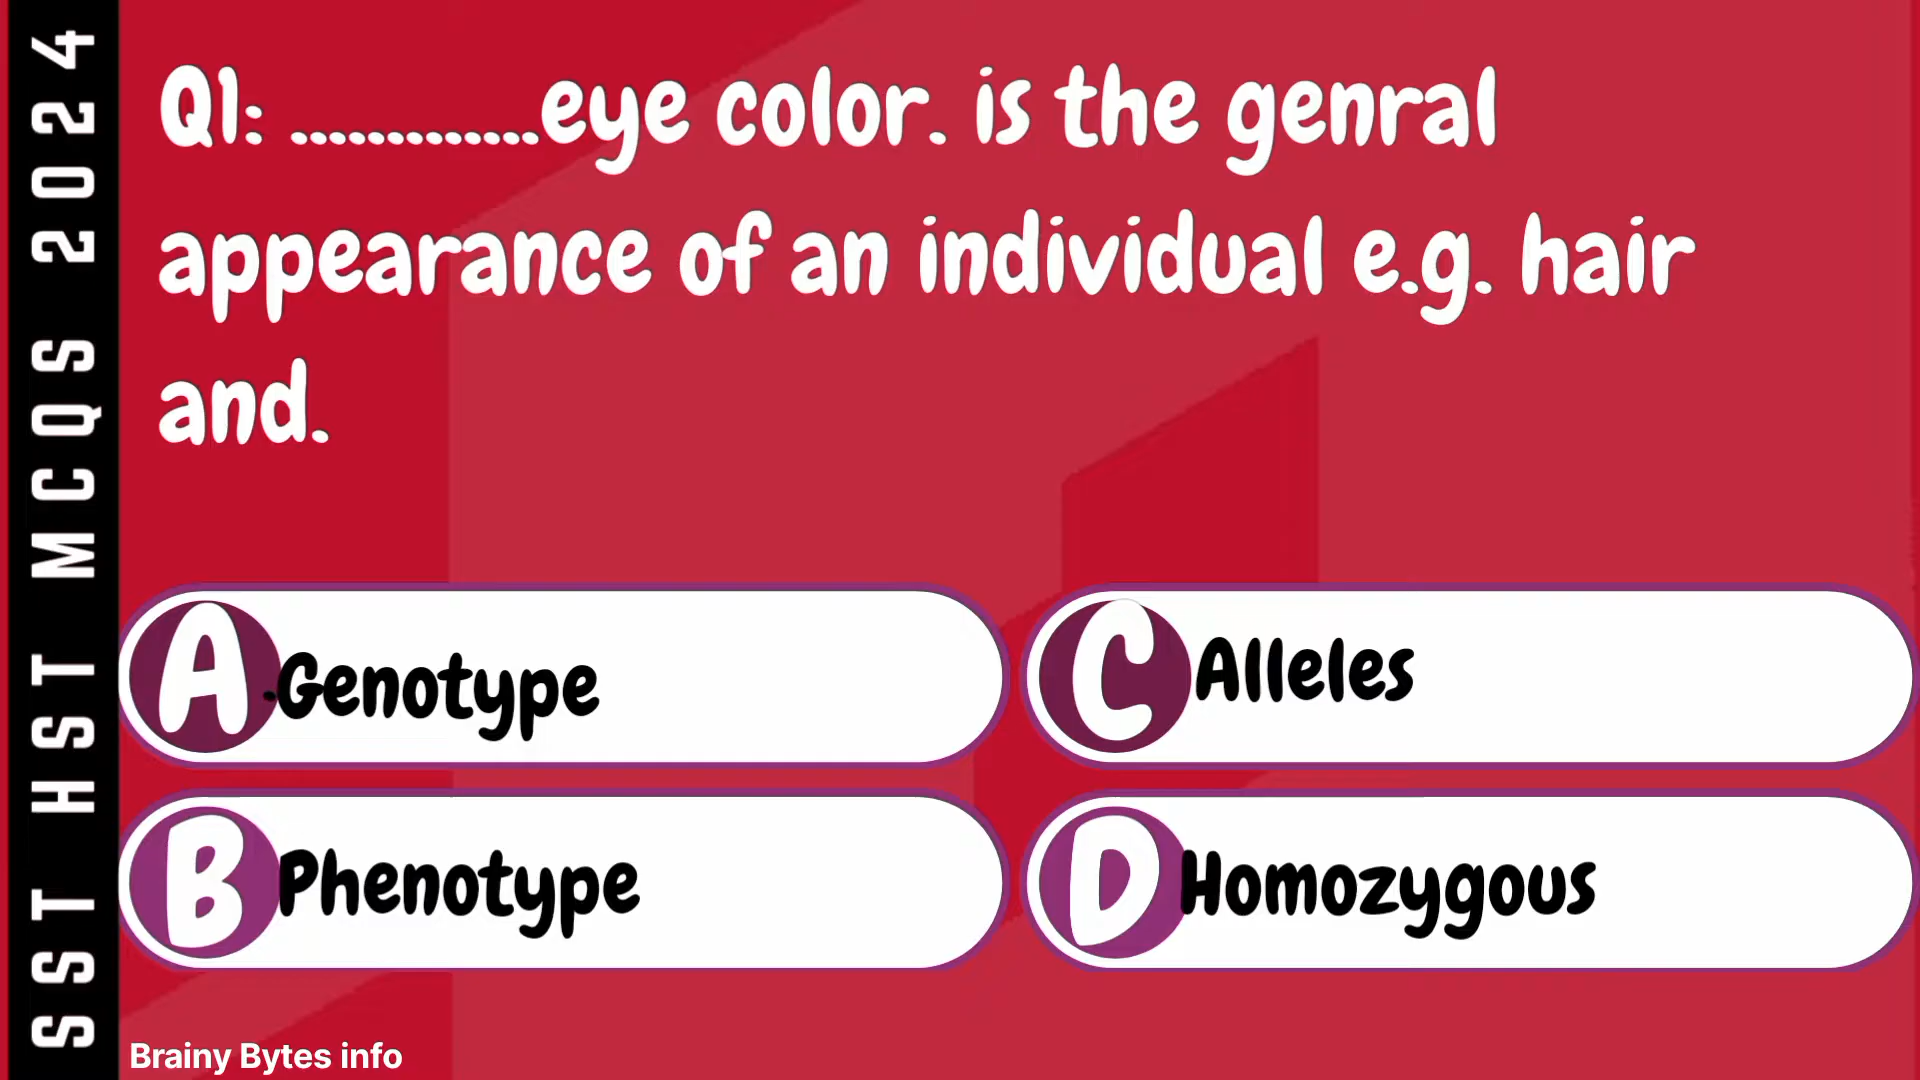 SST HST MCQS 2024
Q1: .............eye color. is the genral
appearance of an individual e.g. hair
and.
A .Genotype
C Alleles
B Phenotype
D Homozygous
Brainy Bytes info